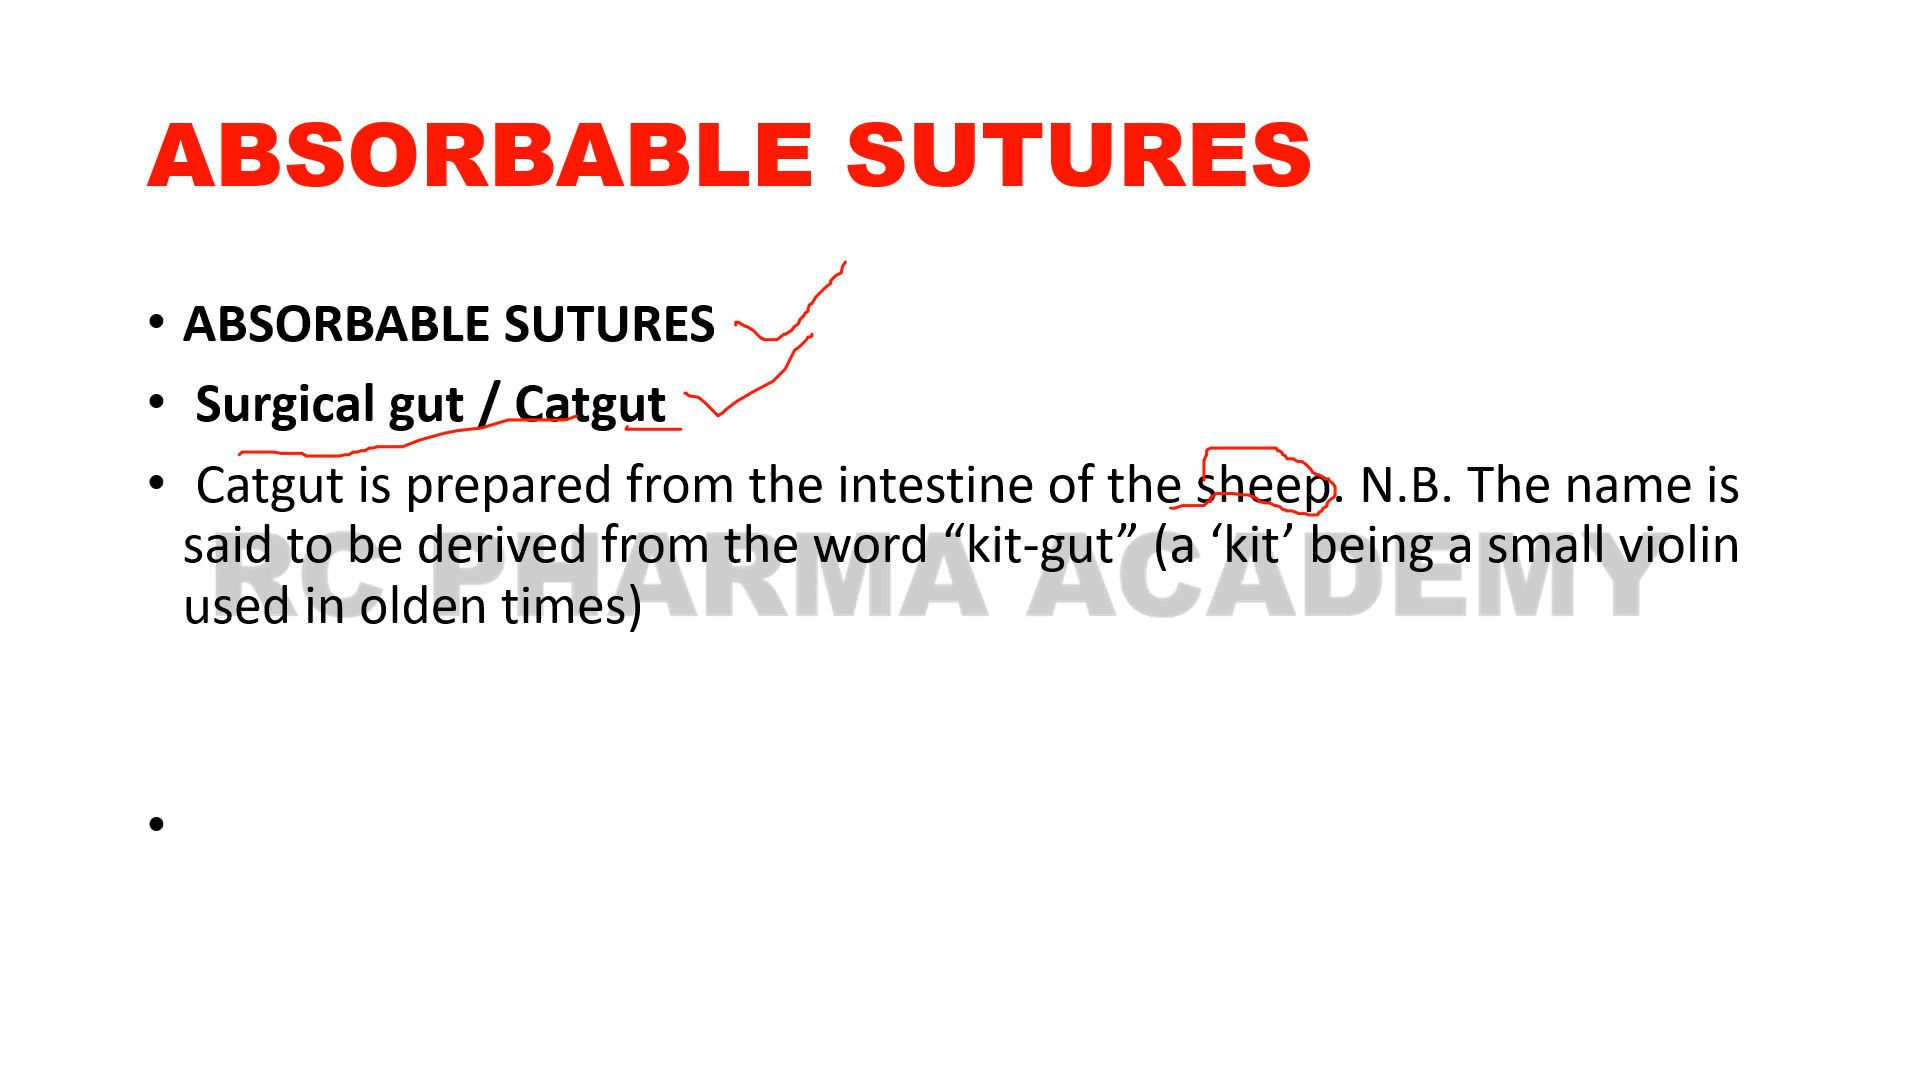 ABSORBABLE SUTURES
• ABSORBABLE SUTURES
• Surgical gut / Catgut
• Catgut is prepared from the intestine of the sheep. N.B. The name is
said to be derived from the word “kit-gut” (a ‘kit’ being a small violin
used in olden times)
RC PHARMA ACADEMY
•